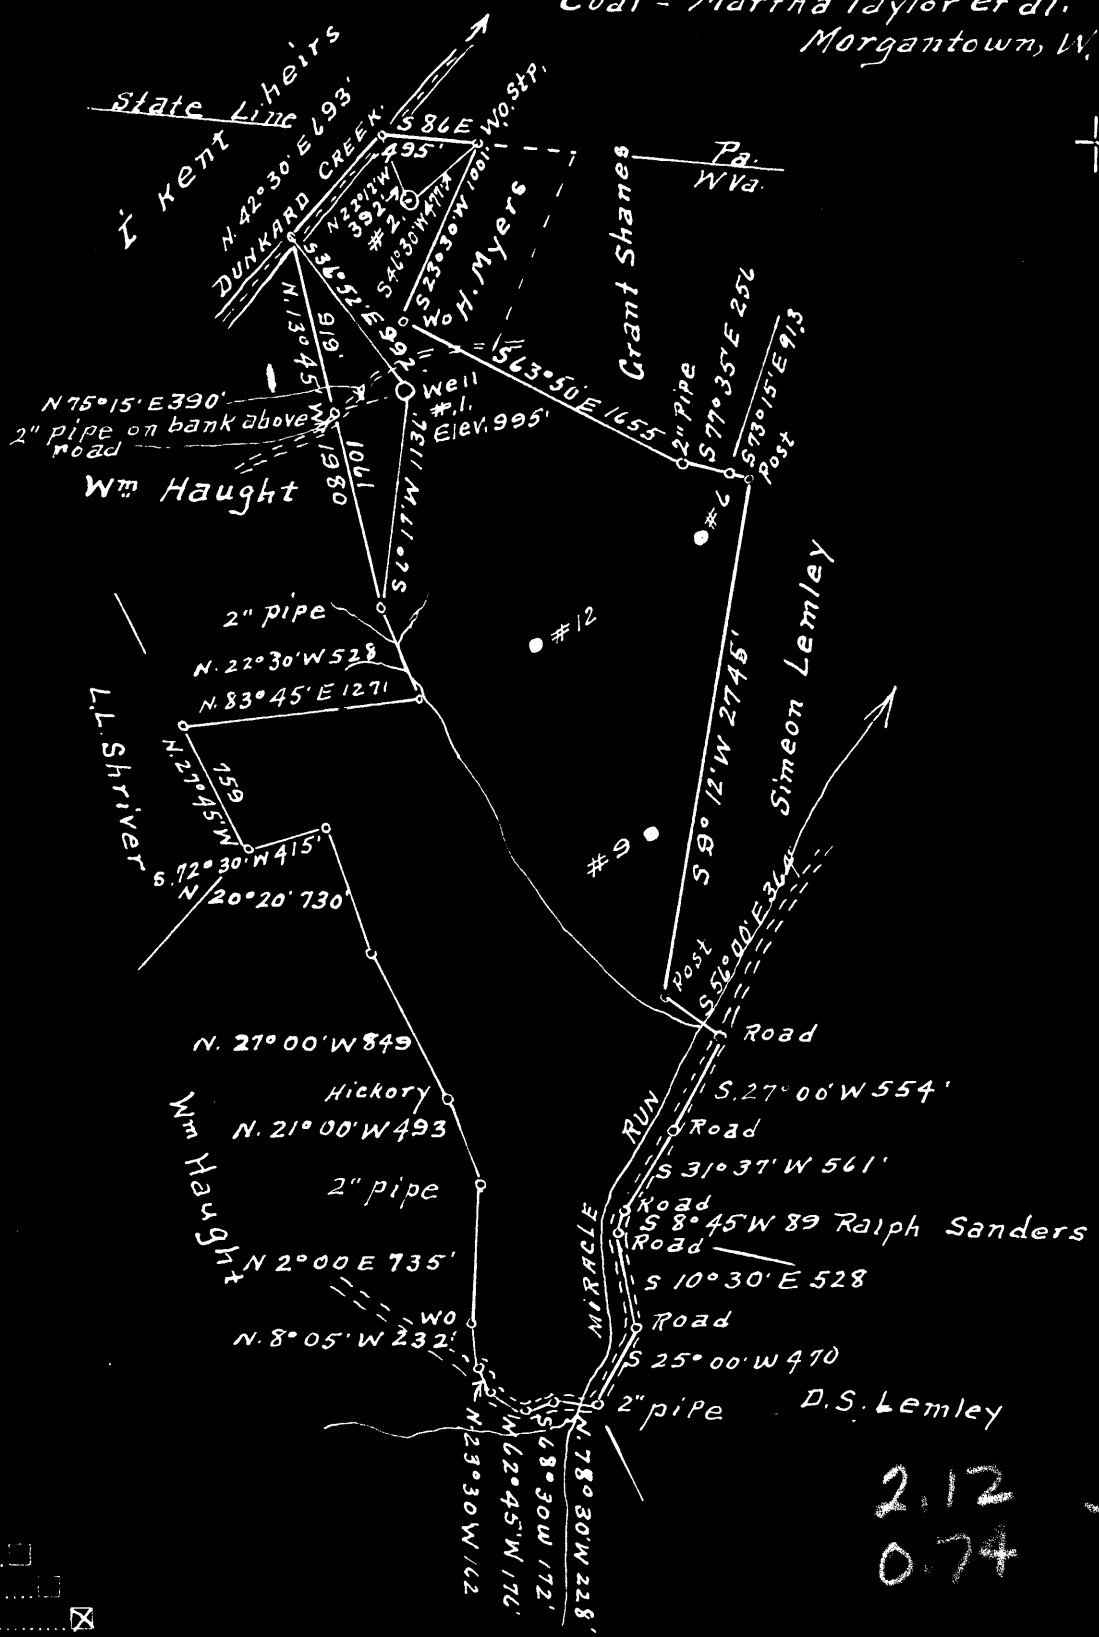 Coal - Martha Taylor et al.
Morgantown, W.
State Line
I Kent heirs
N. 42°30' E 693'
DUNKARD CREEK.
S 86 E
495'
W.O. Stp.
Pa.
W Va.
N 22°12' W
392'
#2.
S 46°30' W 477.
S 23°30' W 1001'
H. Myers
Grant Shanes
Wo
S 36°52' E 992'
N. 13°45' W 1980
919'
1061
N 75°15' E 390'
2" pipe on bank above
road
Well
#.1.
Elev. 995'
S 63°50' E 1655
2" Pipe
S 77°35' E 256
S 73°15' E 91.3
Post
Wm Haught
S 7°17' W 1137
#6
#12
2" pipe
N. 22°30' W 528
N. 83°45' E 1271
Simeon Lemley
S 9° 12' W 2745'
L.L. Shriver
N. 27°45' W
759
S. 72°30' W 415'
N 20°20' 730'
#9
Post
S 56°00' E 364'
Road
N. 27°00' W 849
S. 27°00' W 554'
Hickory
N. 21°00' W 493
RUN
Road
S 31°37' W 561'
Wm Haught
2" pipe
Road
S 8°45' W 89 Ralph Sanders
Road
N 2°00 E 735'
S 10°30' E 528
MIRACLE
WO
Road
N. 8°05' W 232'
S 25°00' W 470
2" pipe
D.S. Lemley
N. 23°30 W 162
W 62°45' W 176'
S 68°30 W 172'
N. 78°30 W 228'
2.12
0.74